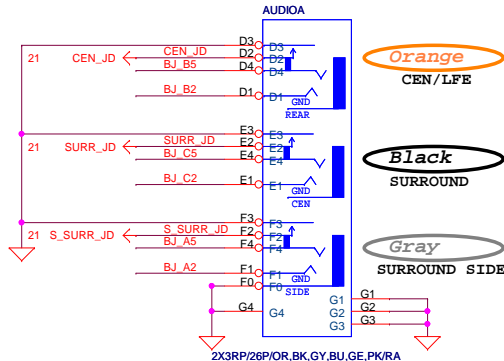 AUDIOA
D3 D3
21 CEN_JD CEN_JD D2 D2
BJ_B5 D4 D4
Orange
CEN/LFE
BJ_B2 D1 D1 GND
REAR
E3 E3
21 SURR_JD SURR_JD E2 E2
BJ_C5 E4 E4
Black
SURROUND
BJ_C2 E1 E1 GND
CEN
F3 F3
21 S_SURR_JD S_SURR_JD F2 F2
BJ_A5 F4 F4
Gray
SURROUND SIDE
BJ_A2 F1 F1 GND
F0 F0 SIDE
G1 G1
G4 G4 G2 G2
G3 G3
2X3RP/26P/OR,BK,GY,BU,GE,PK/RA